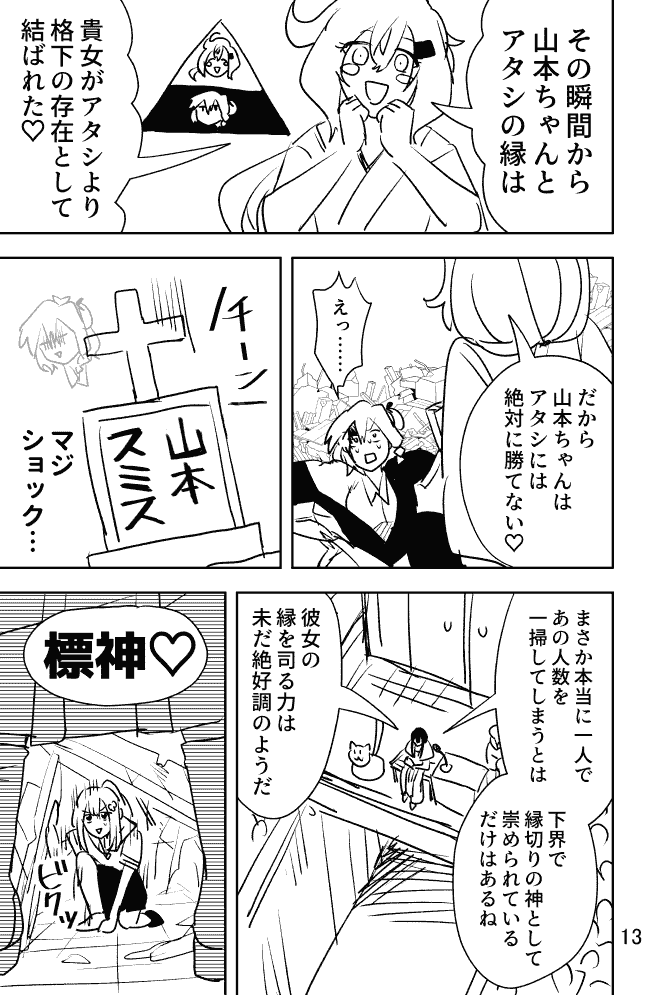 その瞬間から
山本ちゃんと
アタシの縁は
貴女がアタシより
格下の存在として
結ばれた♡
だから
山本ちゃんは
アタシには
絶対に勝てない♡
えっ……
チーン
山本
スミス
マジ
ショック…
まさか本当に一人で
あの人数を
一掃してしまうとは
下界で
縁切りの神として
崇められている
だけはあるね
彼女の
縁を司る力は
未だ絶好調のようだ
標神♡
ビクッ
13